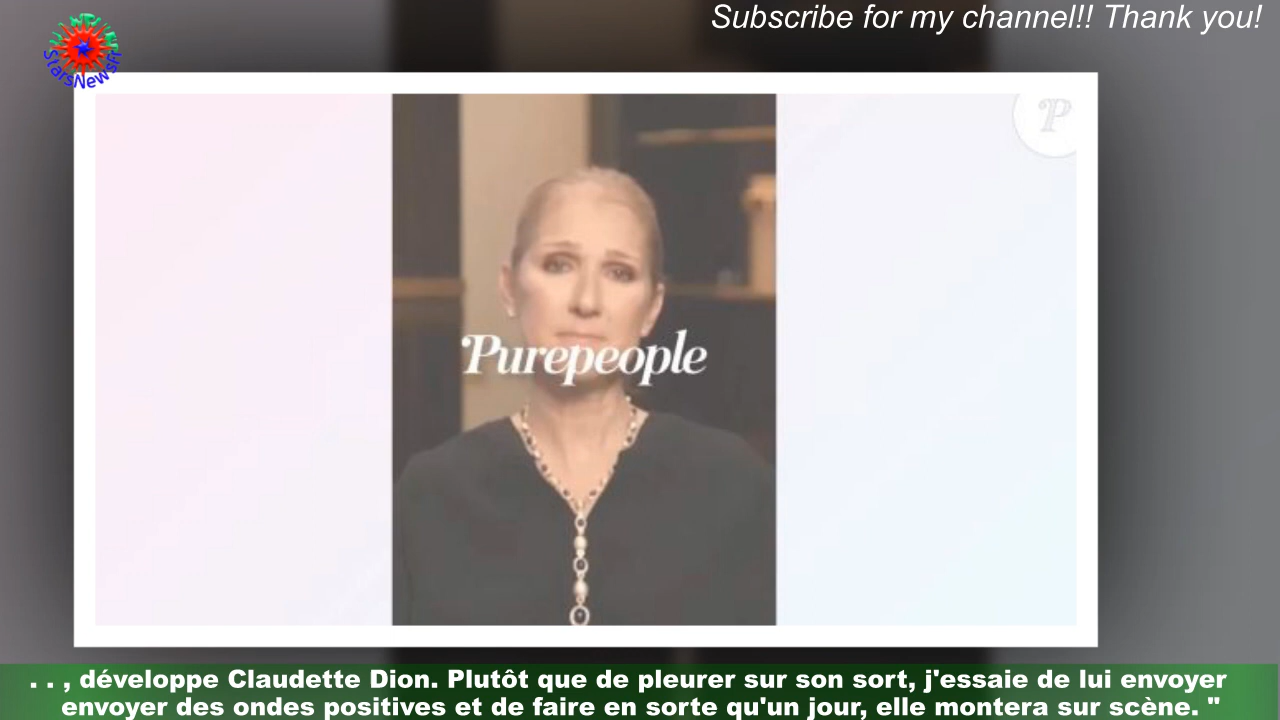 Subscribe for my channel!! Thank you!
StarsNewsFr
P
Purepeople
. . , développe Claudette Dion. Plutôt que de pleurer sur son sort, j'essaie de lui envoyer
envoyer des ondes positives et de faire en sorte qu'un jour, elle montera sur scène. "